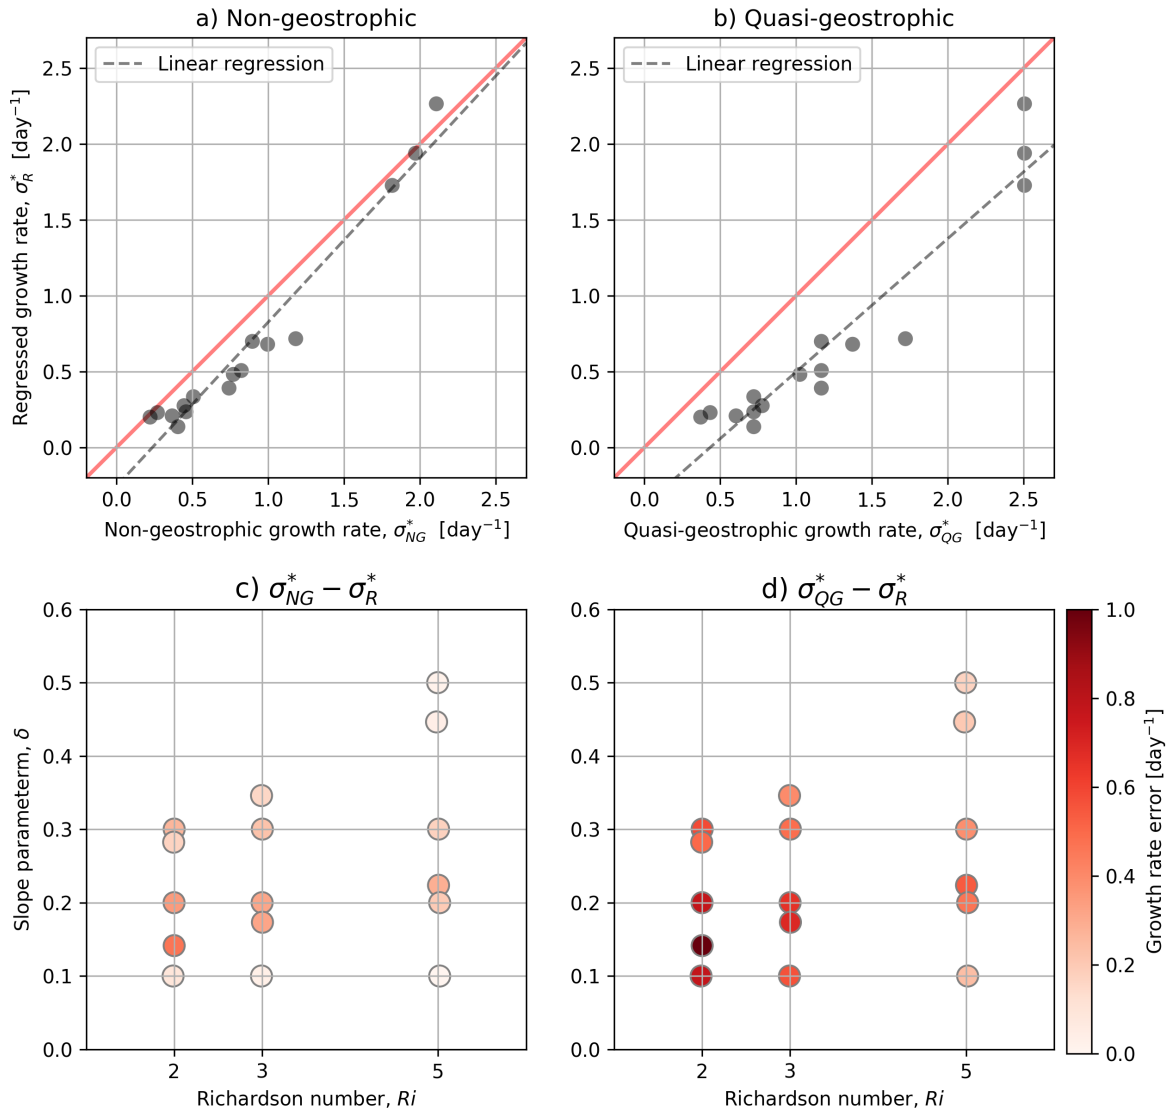 a) Non-geostrophic
Linear regression
2.5
2.0
1.5
1.0
0.5
0.0
Regressed growth rate, σ*R [day−1]
0.0 0.5 1.0 1.5 2.0 2.5
Non-geostrophic growth rate, σ*NG [day−1]
b) Quasi-geostrophic
Linear regression
2.5
2.0
1.5
1.0
0.5
0.0
0.0 0.5 1.0 1.5 2.0 2.5
Quasi-geostrophic growth rate, σ*QG [day−1]
c) σ*NG − σ*R
0.6
0.5
0.4
0.3
0.2
0.1
0.0
Slope parameterm, δ
2 3 5
Richardson number, Ri
d) σ*QG − σ*R
0.6
0.5
0.4
0.3
0.2
0.1
0.0
2 3 5
Richardson number, Ri
1.0
0.8
0.6
0.4
0.2
0.0
Growth rate error [day−1]